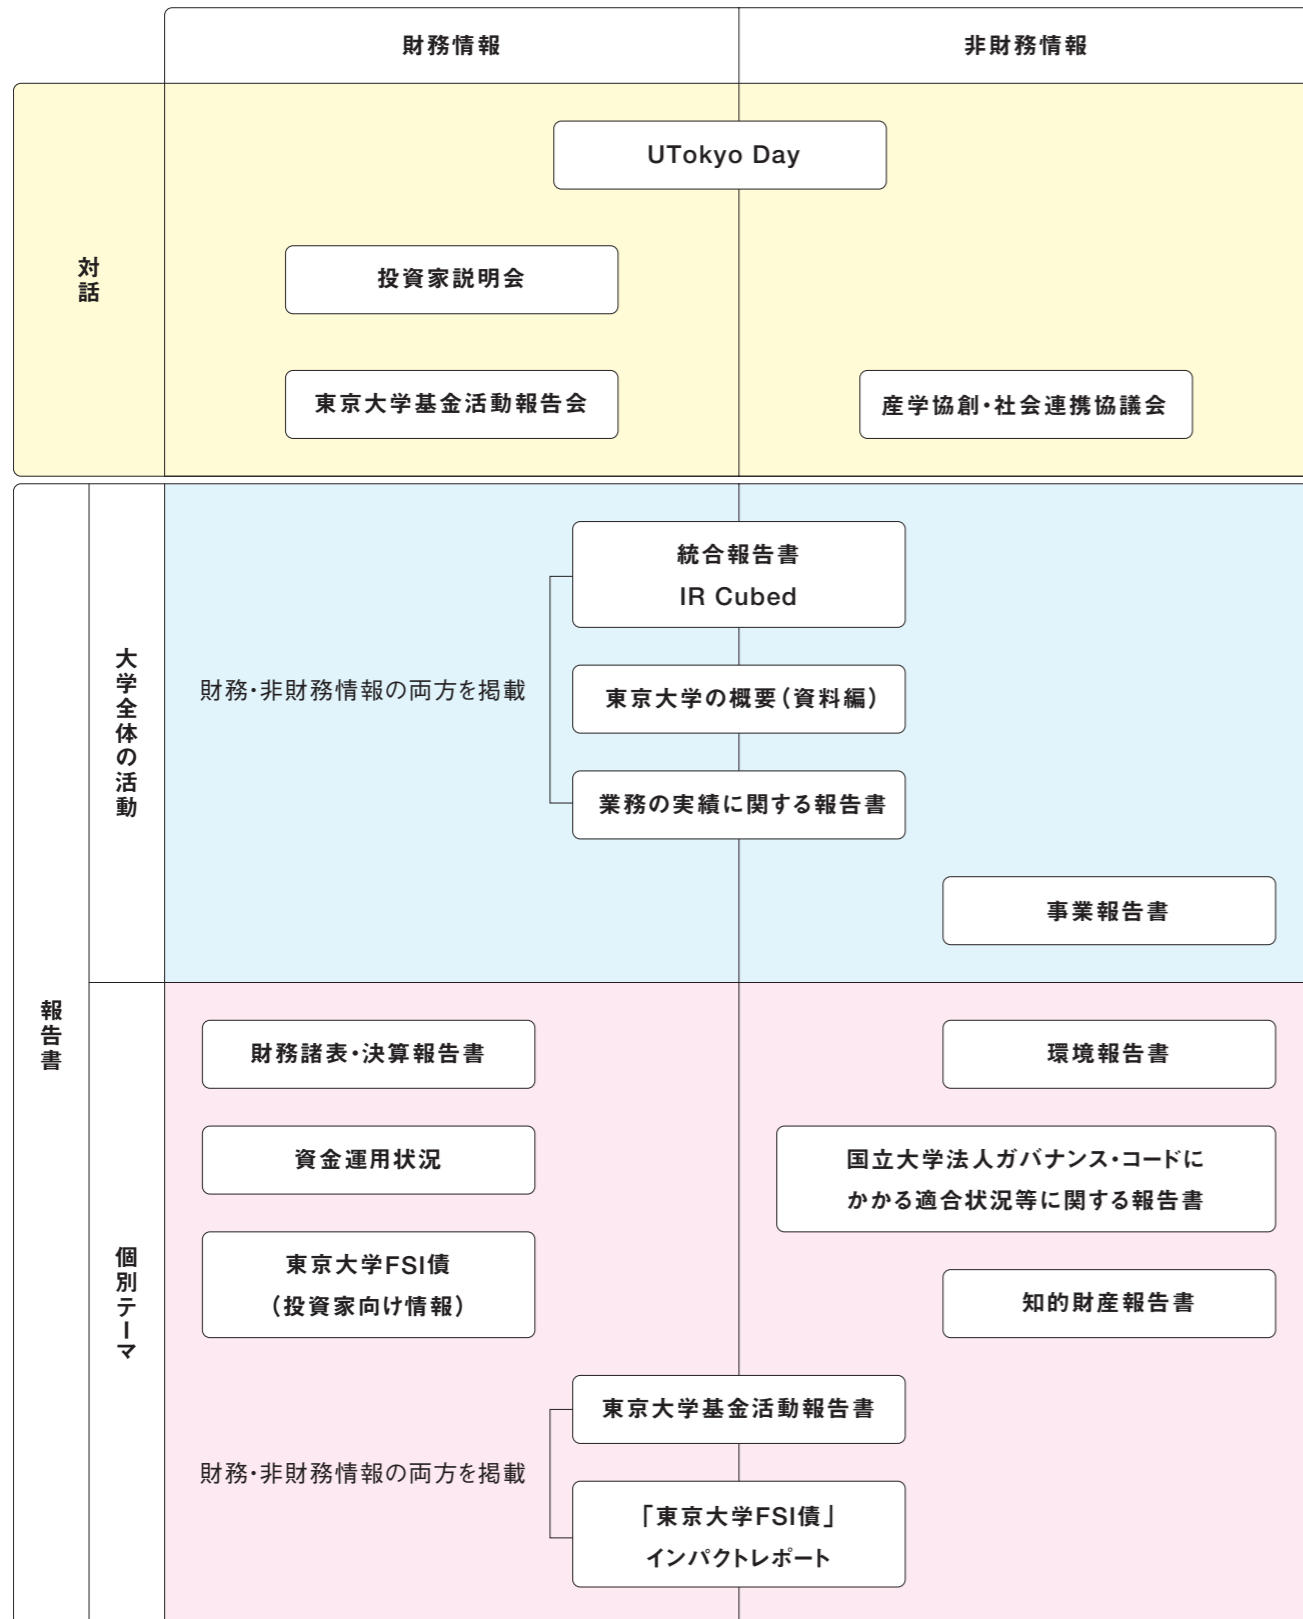 財務情報
非財務情報
対話
UTokyo Day
投資家説明会
東京大学基金活動報告会
産学協創・社会連携協議会
報告書
大学全体の活動
統合報告書
IR Cubed
財務・非財務情報の両方を掲載
東京大学の概要（資料編）
業務の実績に関する報告書
事業報告書
個別テーマ
財務諸表・決算報告書
環境報告書
資金運用状況
国立大学法人ガバナンス・コードに
かかる適合状況等に関する報告書
東京大学FSI債
（投資家向け情報）
知的財産報告書
東京大学基金活動報告書
財務・非財務情報の両方を掲載
「東京大学FSI債」
インパクトレポート